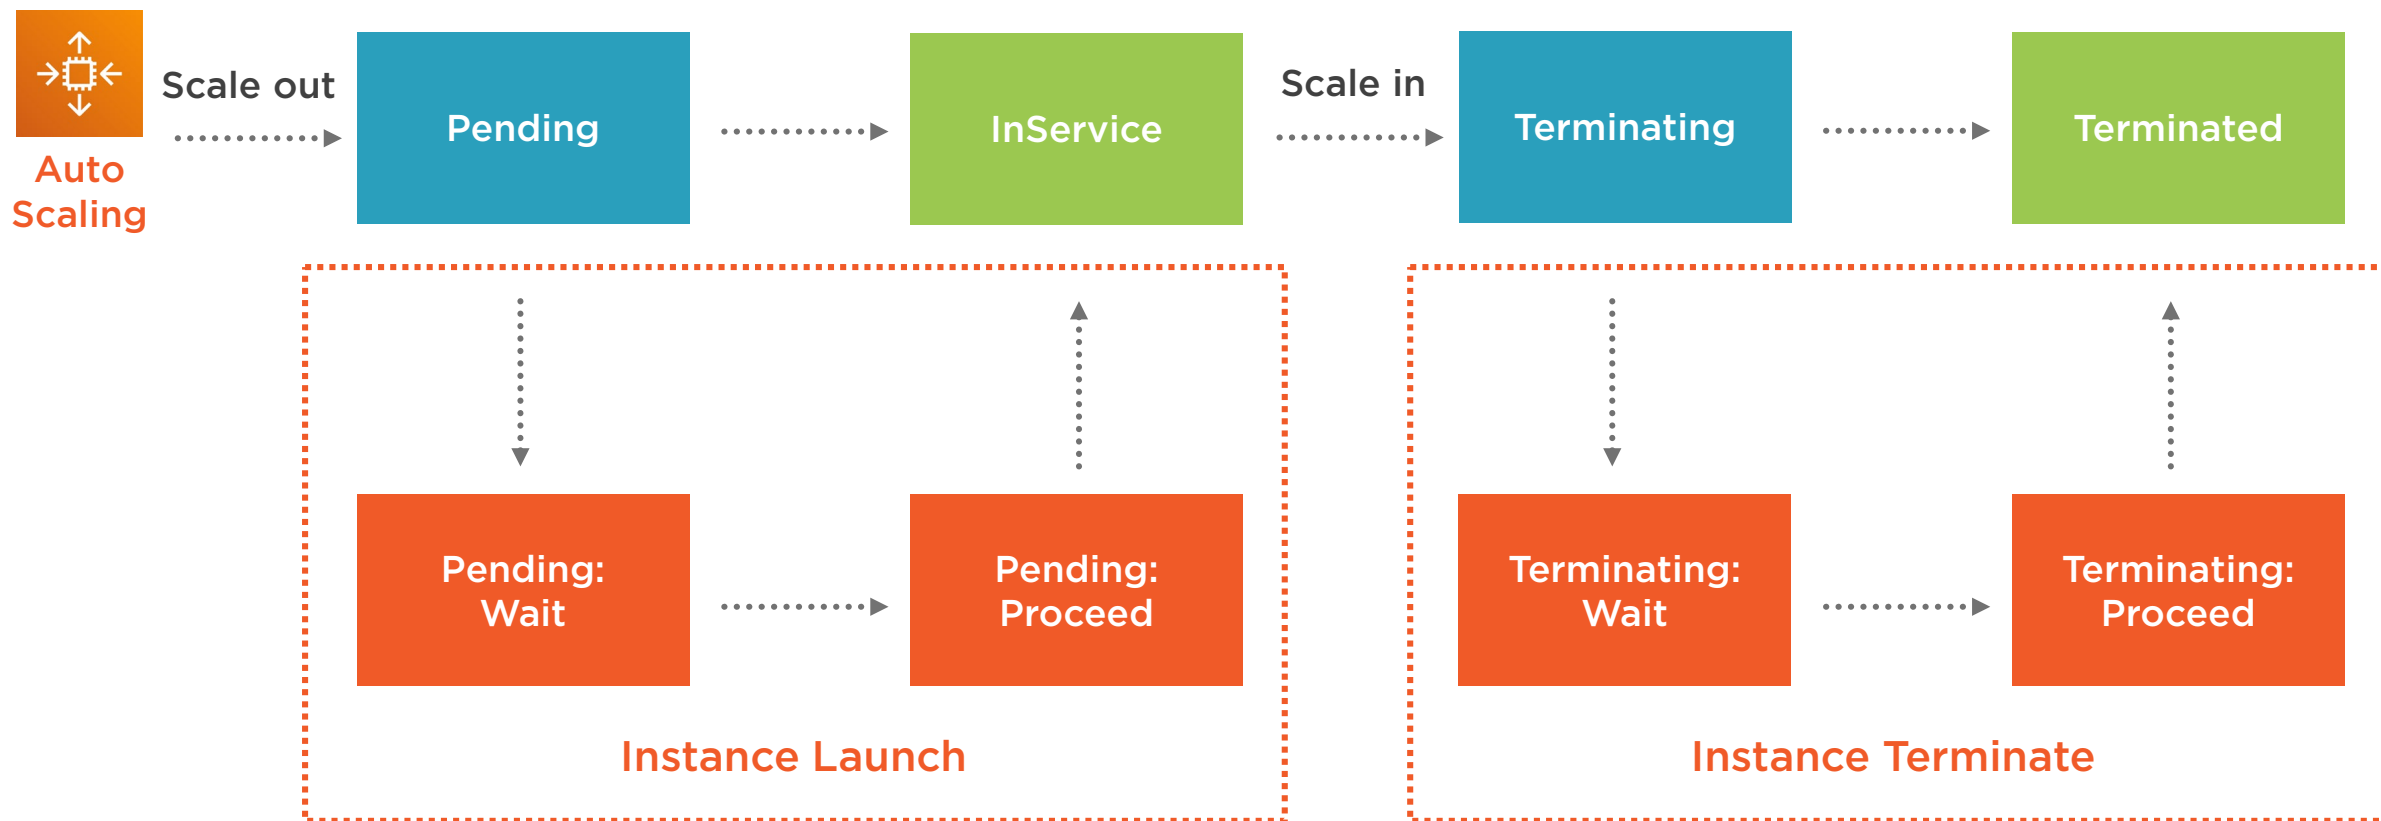 Scale out
Auto
Scaling
Pending
InService
Scale in
Terminating
Terminated
Pending:
Wait
Pending:
Proceed
Terminating:
Wait
Terminating:
Proceed
Instance Launch
Instance Terminate